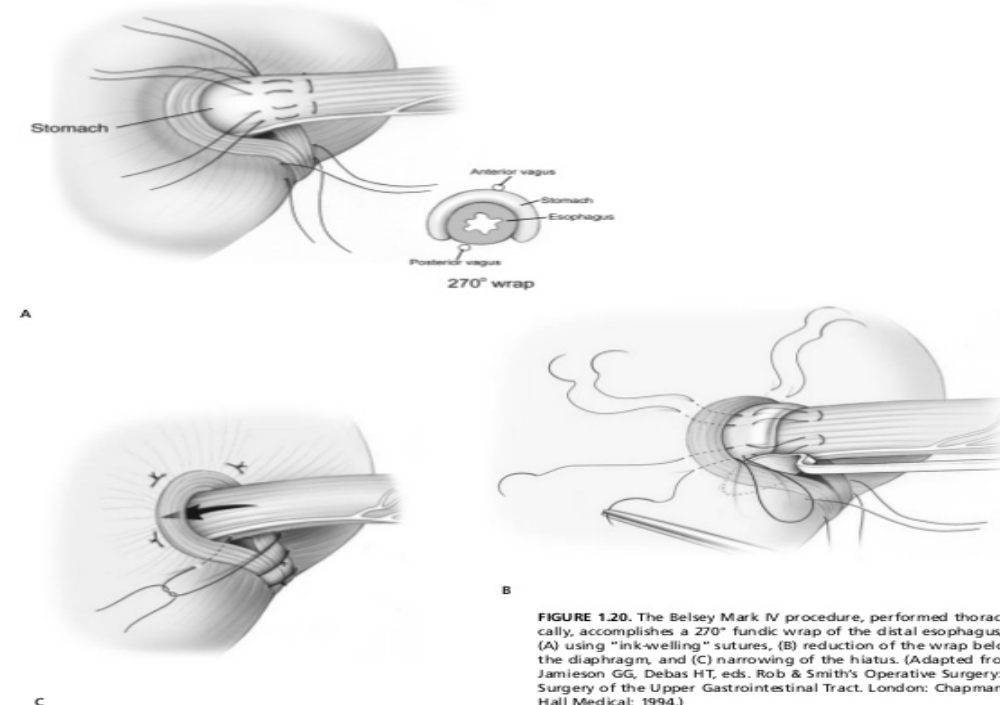 Stomach
Anterior vagus
Stomach
Esophagus
Posterior vagus
270° wrap
A
B
C
FIGURE 1.20. The Belsey Mark IV procedure, performed thorac
cally, accomplishes a 270° fundic wrap of the distal esophagus
(A) using "ink-welling" sutures, (B) reduction of the wrap belo
the diaphragm, and (C) narrowing of the hiatus. (Adapted fro
Jamieson GG, Debas HT, eds. Rob & Smith's Operative Surgery:
Surgery of the Upper Gastrointestinal Tract. London: Chapman
Hall Medical; 1994.)